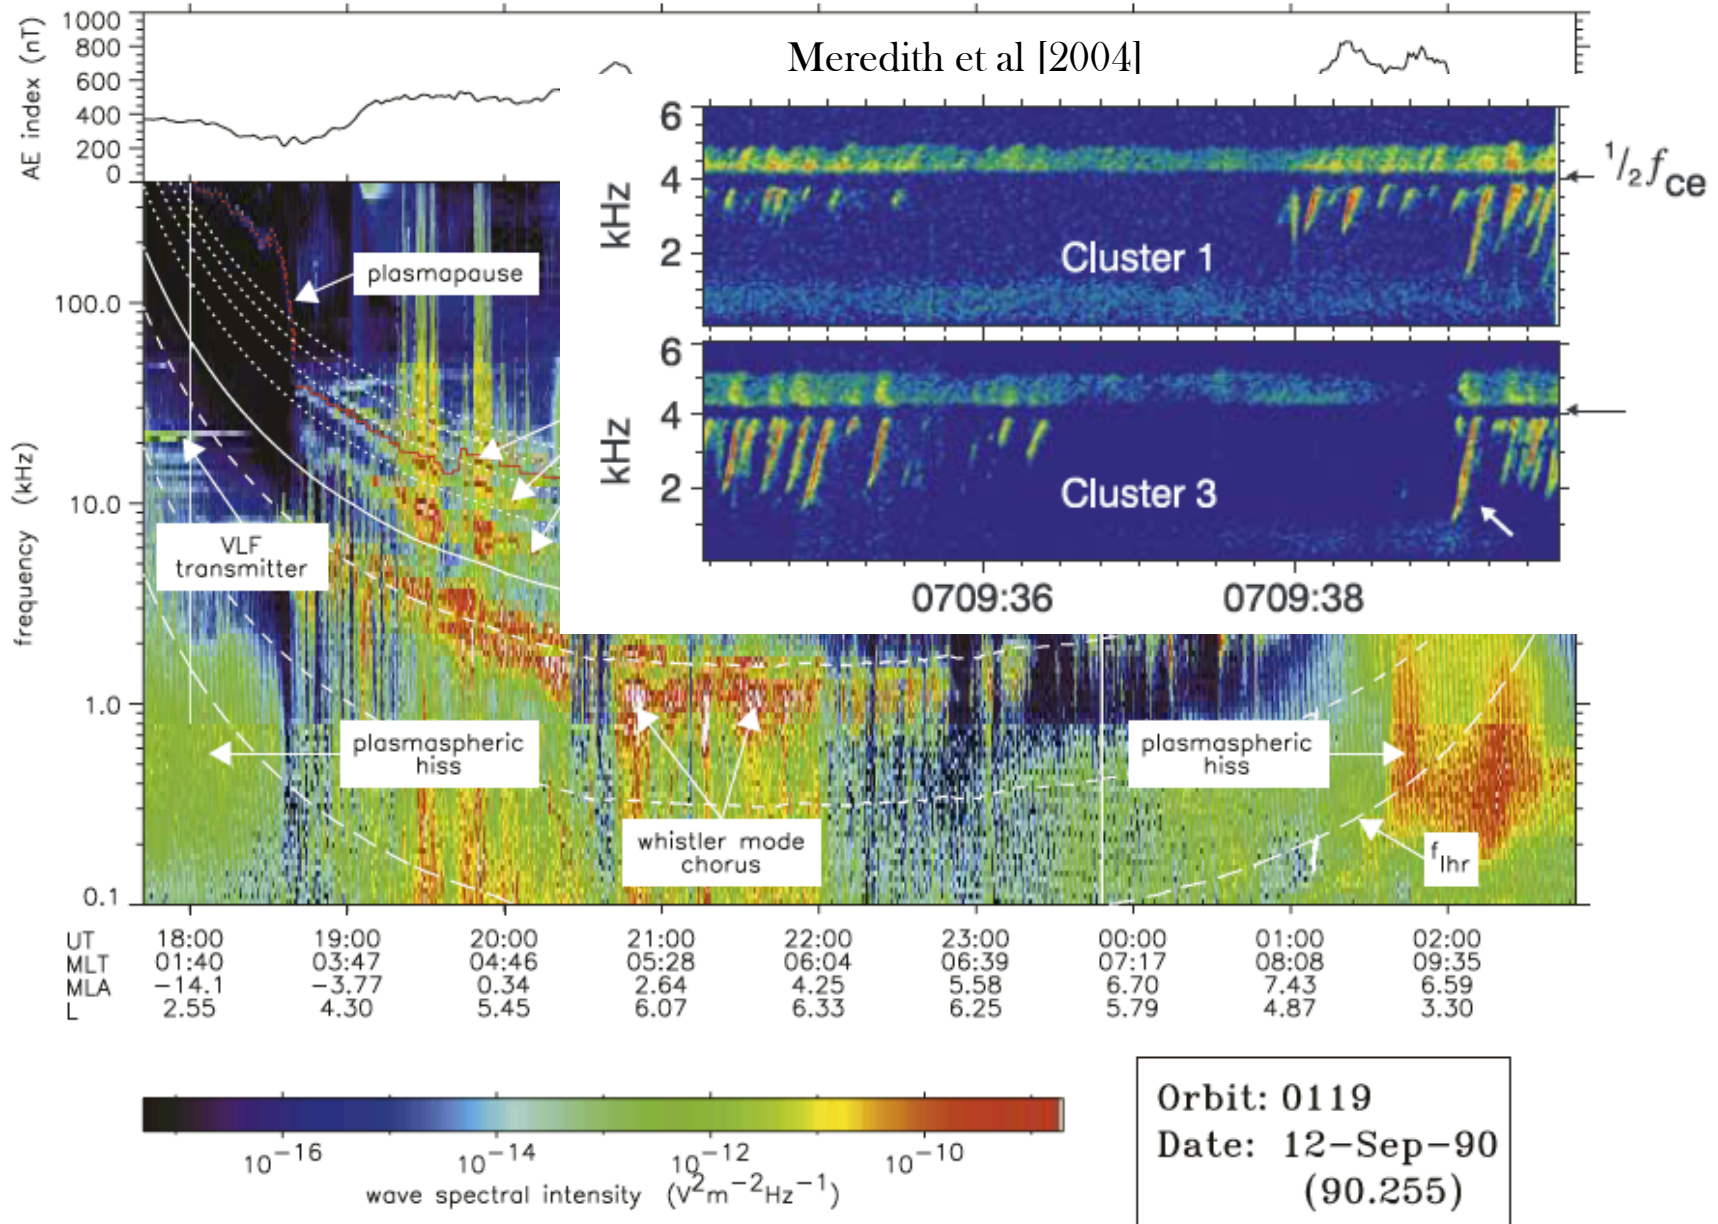 Meredith et al [2004]
AE index (nT)
1000
800
600
400
200
0
6
4
2
kHz
Cluster 1
1/2 fce
6
4
2
kHz
Cluster 3
0709:36 0709:38
frequency (kHz)
100.0
10.0
1.0
0.1
plasmapause
VLF
transmitter
plasmaspheric
hiss
whistler mode
chorus
plasmaspheric
hiss
flhr
UT 18:00 19:00 20:00 21:00 22:00 23:00 00:00 01:00 02:00
MLT 01:40 03:47 04:46 05:28 06:04 06:39 07:17 08:08 09:35
MLA −14.1 −3.77 0.34 2.64 4.25 5.58 6.70 7.43 6.59
L 2.55 4.30 5.45 6.07 6.33 6.25 5.79 4.87 3.30
10−16 10−14 10−12 10−10
wave spectral intensity (V2m−2Hz−1)
Orbit: 0119
Date: 12−Sep−90
(90.255)